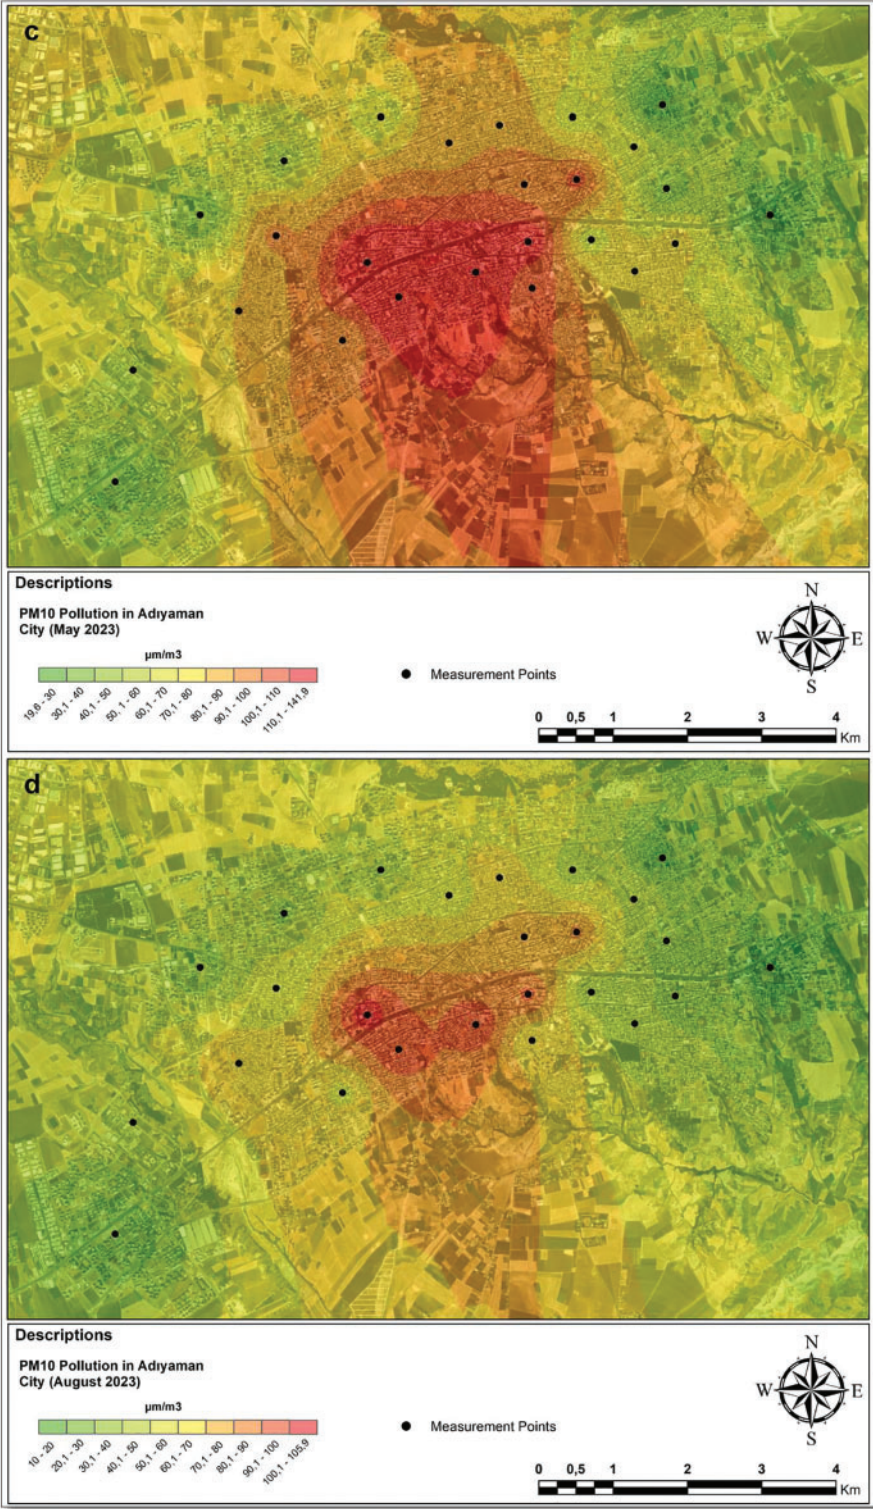 c
Descriptions
PM10 Pollution in Adıyaman
City (May 2023)
µm/m3
19,6 - 30
30,1 - 40
40,1 - 50
50,1 - 60
60,1 - 70
70,1 - 80
80,1 - 90
90,1 - 100
100,1 - 110
110,1 - 141,9
Measurement Points
N
W E
S
0 0,5 1 2 3 4
Km
d
Descriptions
PM10 Pollution in Adıyaman
City (August 2023)
µm/m3
10 - 20
20,1 - 30
30,1 - 40
40,1 - 50
50,1 - 60
60,1 - 70
70,1 - 80
80,1 - 90
90,1 - 100
100,1 - 105,9
Measurement Points
N
W E
S
0 0,5 1 2 3 4
Km